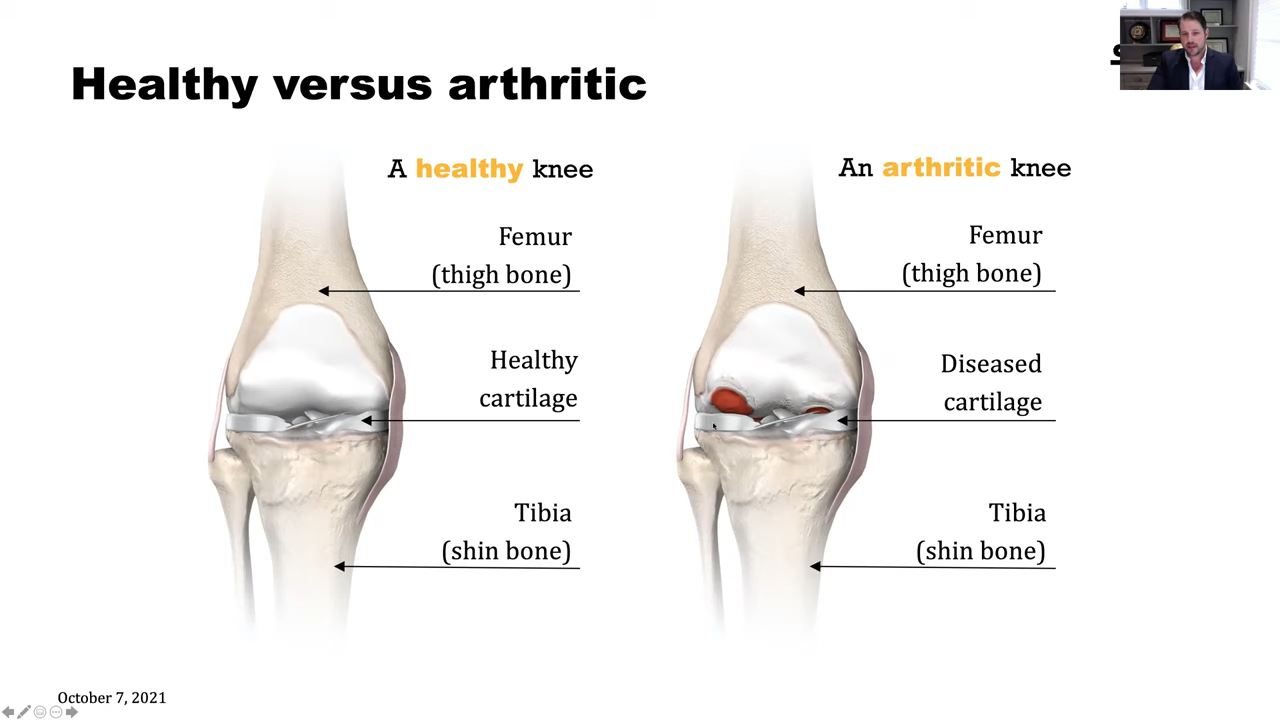 Healthy versus arthritic
A healthy knee
Femur
(thigh bone)
Healthy
cartilage
Tibia
(shin bone)
An arthritic knee
Femur
(thigh bone)
Diseased
cartilage
Tibia
(shin bone)
October 7, 2021